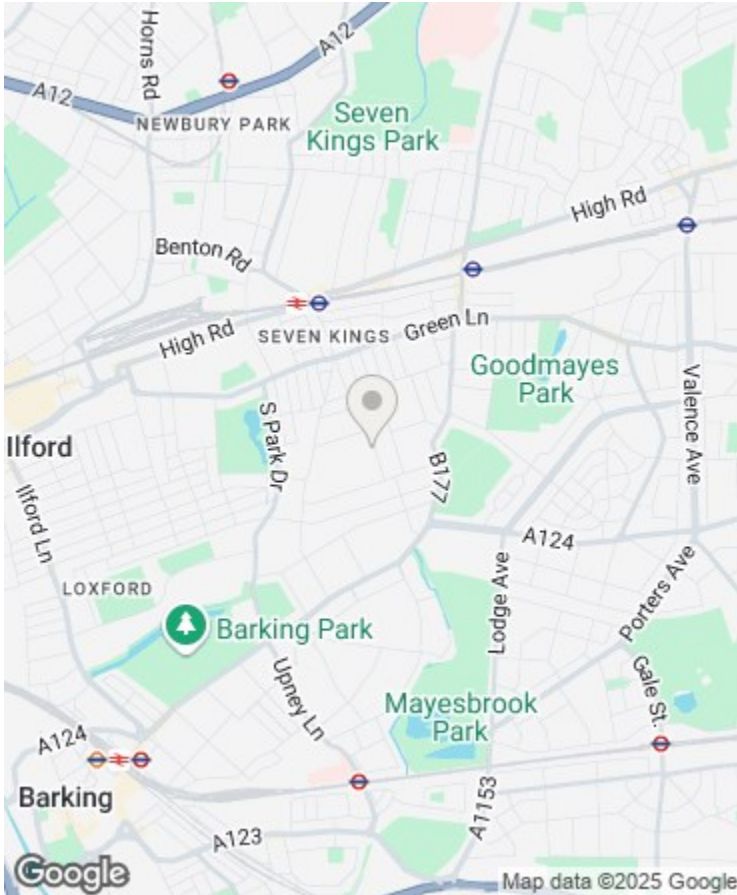 Horns Rd
A12
A12
NEWBURY PARK
Seven
Kings Park
High Rd
Benton Rd
High Rd
SEVEN KINGS
Green Ln
Goodmayes
Park
Valence Ave
Ilford
S Park Dr
B177
Ilford Ln
A124
LOXFORD
Lodge Ave
Porters Ave
Barking Park
Upney Ln
Mayesbrook
Park
Gale St.
A124
Barking
A123
A1153
Google
Map data ©2025 Google